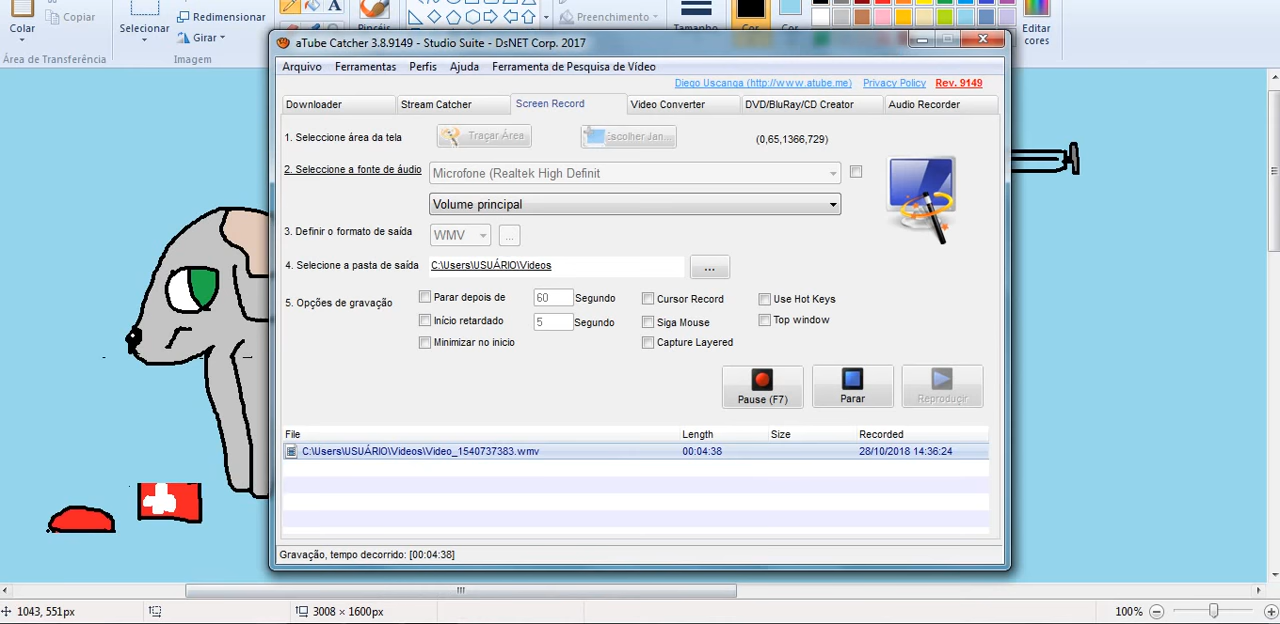 Colar
Copiar
Área de Transferência
Selecionar
Redimensionar
Girar
Imagem
A
Pincéis
Preenchimento
Tamanho
Cor
Cor
Editar cores
aTube Catcher 3.8.9149 - Studio Suite - DsNET Corp. 2017
Arquivo Ferramentas Perfis Ajuda Ferramenta de Pesquisa de Vídeo
Diego Uscanga (http://www.atube.me) Privacy Policy Rev. 9149
Downloader Stream Catcher Screen Record Video Converter DVD/BluRay/CD Creator Audio Recorder
1. Seleccione área da tela Traçar Área Escolher Jan... (0,65,1366,729)
2. Seleccione a fonte de áudio Microfone (Realtek High Definit
Volume principal
3. Definir o formato de saída WMV ...
4. Selecione a pasta de saída C:\Users\USUÁRIO\Videos ...
5. Opções de gravação
Parar depois de 60 Segundo Cursor Record Use Hot Keys
Início retardado 5 Segundo Siga Mouse Top window
Minimizar no inicio Capture Layered
Pause (F7) Parar Reproduçir
File Length Size Recorded
C:\Users\USUÁRIO\Videos\Video_1540737383.wmv 00:04:38 28/10/2018 14:36:24
Gravação, tempo decorrido: [00:04:38]
1043, 551px 3008 × 1600px 100%